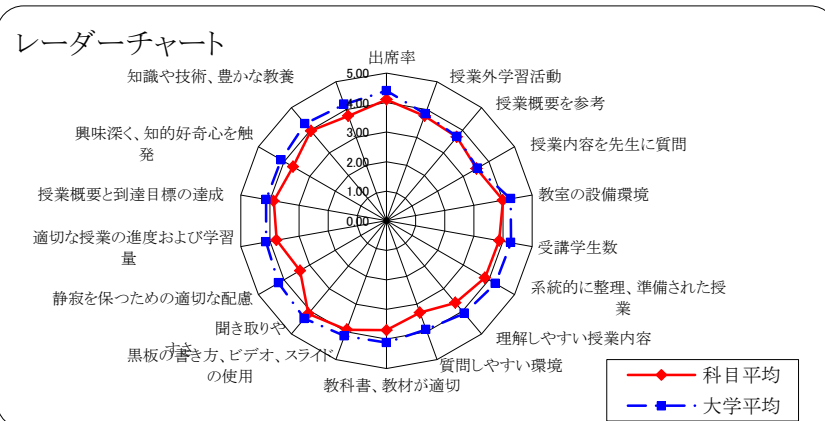 レーダーチャート
出席率
授業外学習活動
授業概要を参考
授業内容を先生に質問
教室の設備環境
受講学生数
系統的に整理、準備された授
業
理解しやすい授業内容
質問しやすい環境
教科書、教材が適切
黒板の書き方、ビデオ、スライド
の使用
聞き取りや
すさ
静寂を保つための適切な配慮
適切な授業の進度および学習
量
授業概要と到達目標の達成
興味深く、知的好奇心を触
発
知識や技術、豊かな教養
5.00
4.00
3.00
2.00
1.00
0.00
科目平均
大学平均